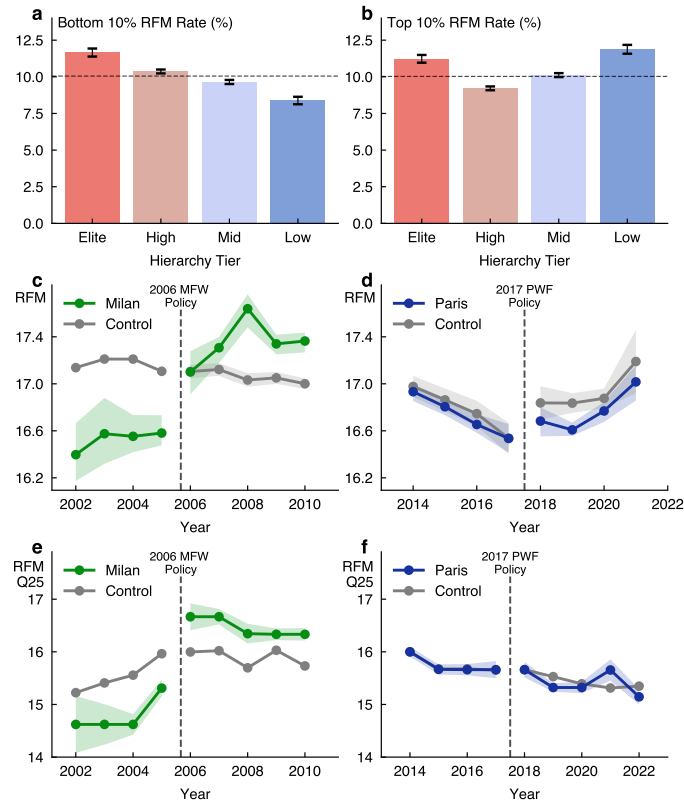 a
Bottom 10% RFM Rate (%)
12.5
10.0
7.5
5.0
2.5
0.0
Elite High Mid Low
Hierarchy Tier
b
Top 10% RFM Rate (%)
12.5
10.0
7.5
5.0
2.5
0.0
Elite High Mid Low
Hierarchy Tier
c
RFM
2006 MFW
Policy
Milan
Control
17.4
17.0
16.6
16.2
2002 2004 2006 2008 2010
Year
d
RFM
2017 PWF
Policy
Paris
Control
17.4
17.0
16.6
16.2
2014 2016 2018 2020 2022
Year
e
RFM
Q25
2006 MFW
Policy
Milan
Control
17
16
15
14
2002 2004 2006 2008 2010
Year
f
RFM
Q25
2017 PWF
Policy
Paris
Control
17
16
15
14
2014 2016 2018 2020 2022
Year